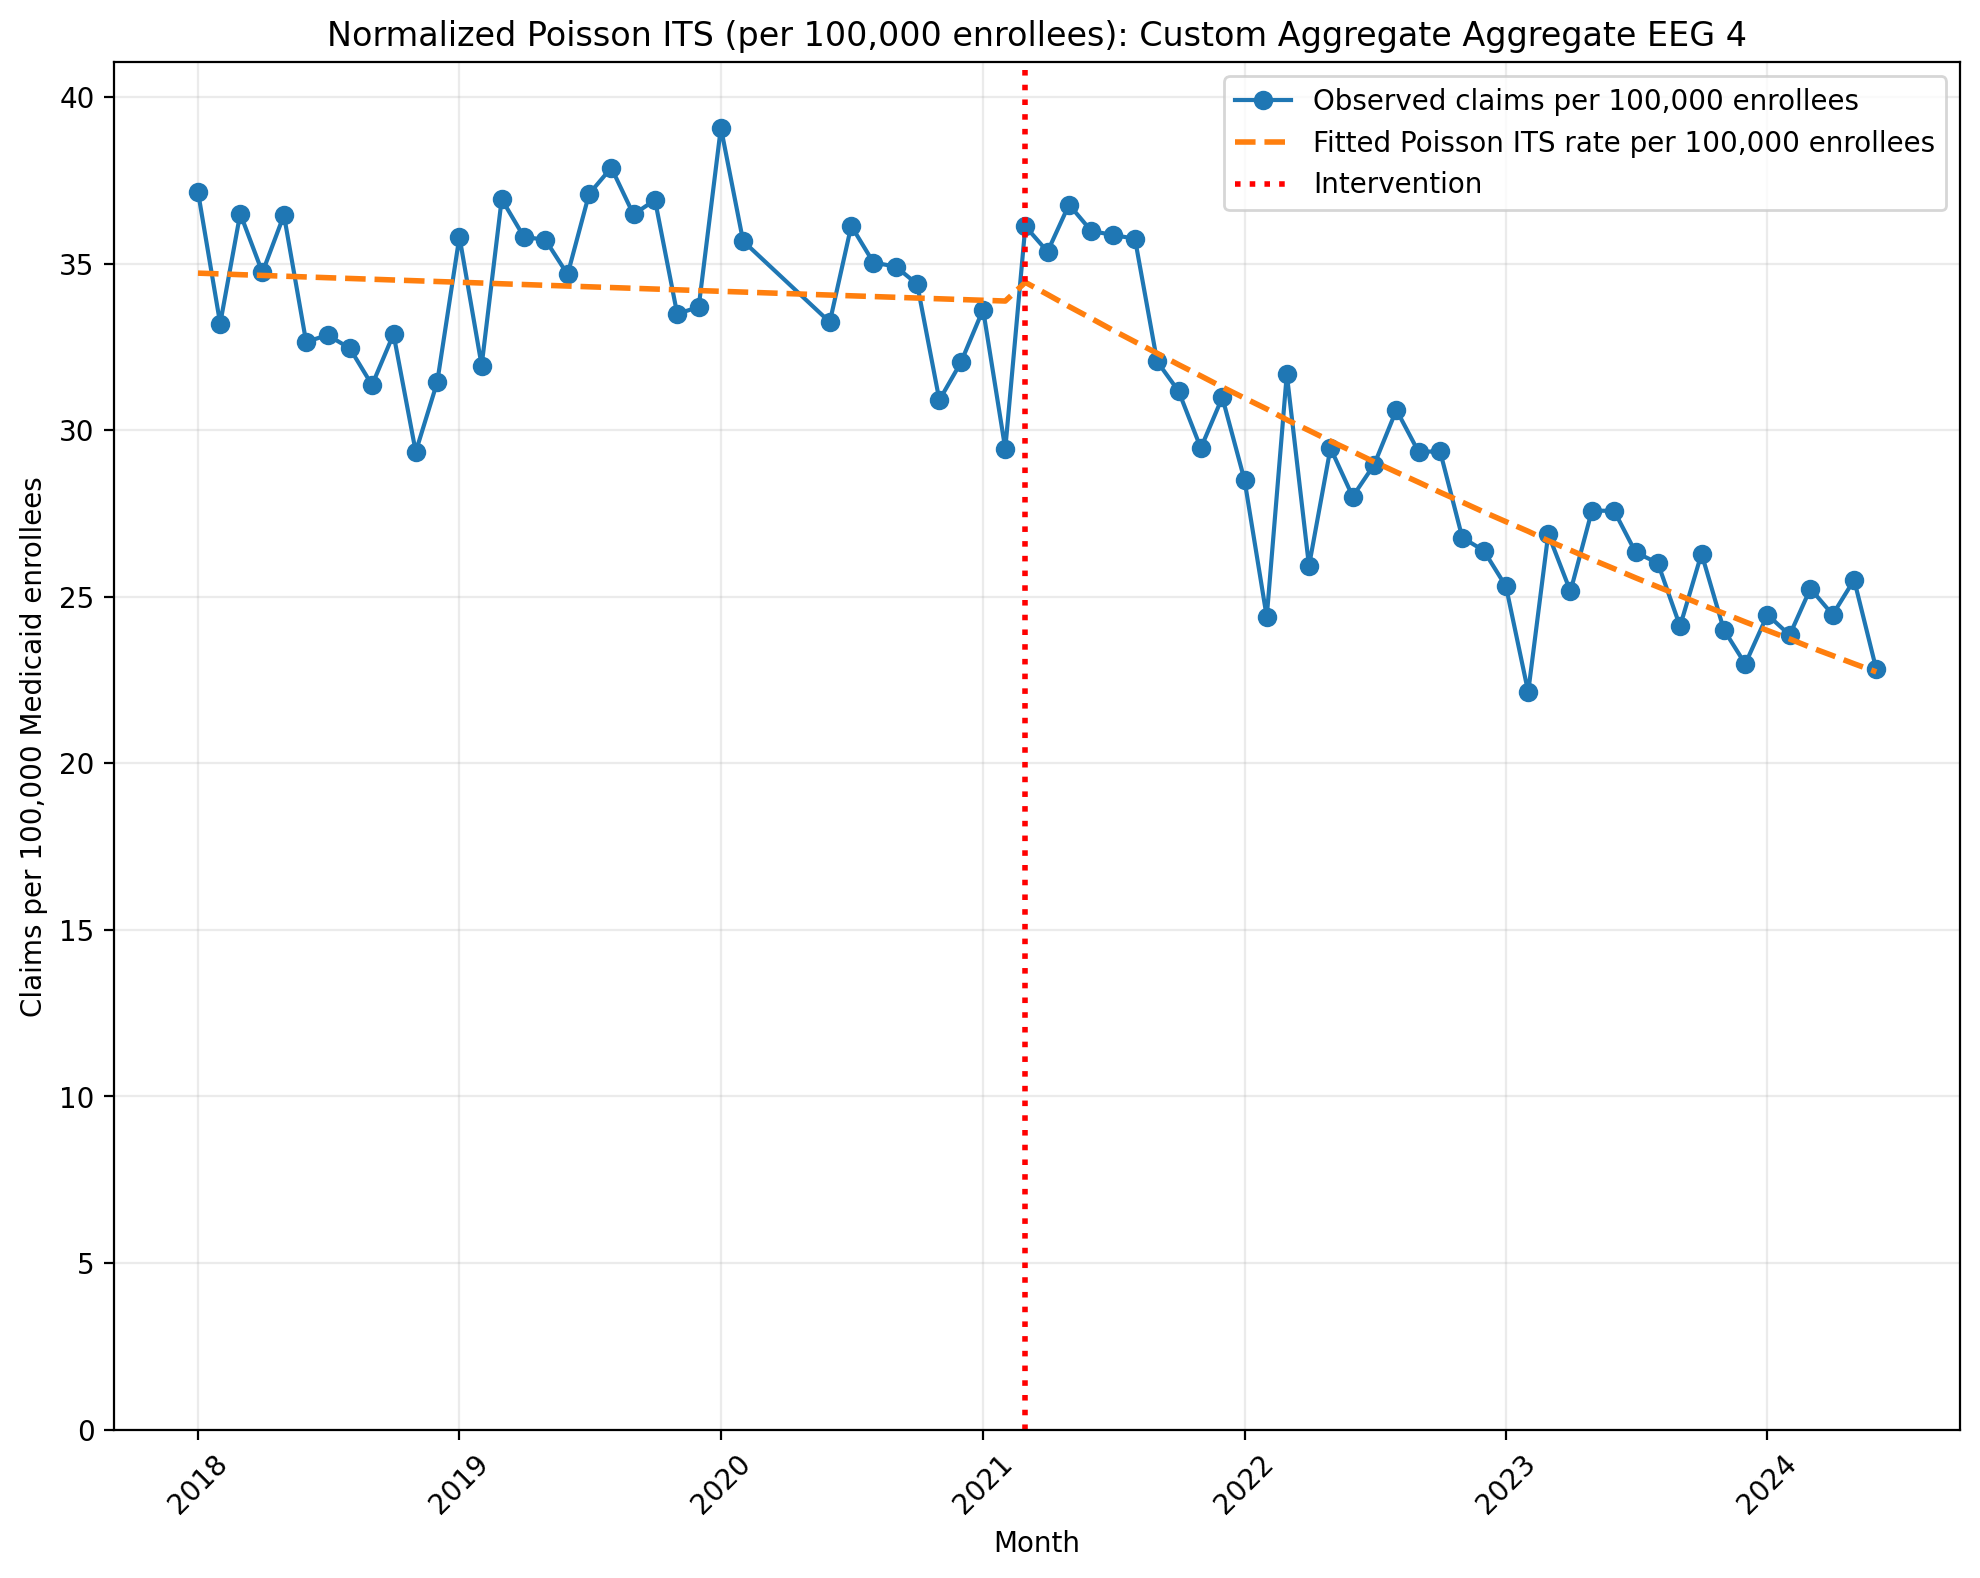 Normalized Poisson ITS (per 100,000 enrollees): Custom Aggregate Aggregate EEG 4
Observed claims per 100,000 enrollees
Fitted Poisson ITS rate per 100,000 enrollees
Intervention
Claims per 100,000 Medicaid enrollees
40
35
30
25
20
15
10
5
0
2018 2019 2020 2021 2022 2023 2024
Month